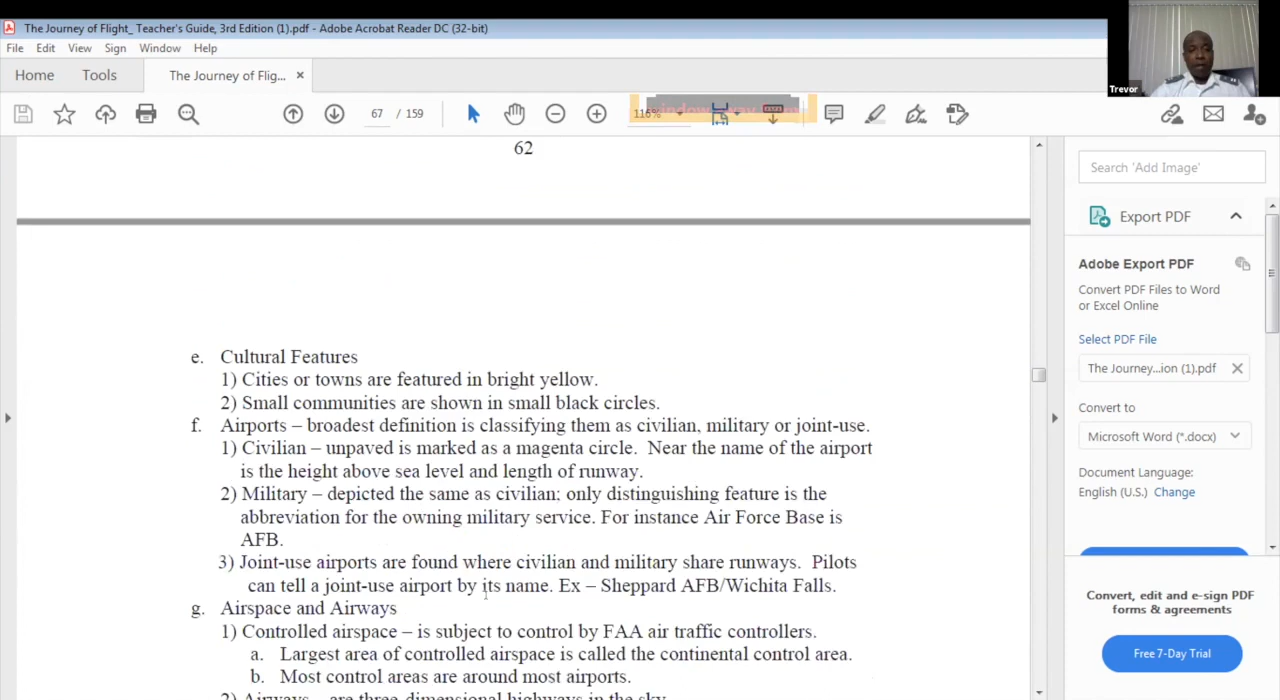 The Journey of Flight_ Teacher's Guide, 3rd Edition (1).pdf - Adobe Acrobat Reader DC (32-bit)
File Edit View Sign Window Help
Home Tools The Journey of Flig... ×
67 / 159 116%
Trevor
62
e. Cultural Features
1) Cities or towns are featured in bright yellow.
2) Small communities are shown in small black circles.
f. Airports – broadest definition is classifying them as civilian, military or joint-use.
1) Civilian – unpaved is marked as a magenta circle. Near the name of the airport
is the height above sea level and length of runway.
2) Military – depicted the same as civilian; only distinguishing feature is the
abbreviation for the owning military service. For instance Air Force Base is
AFB.
3) Joint-use airports are found where civilian and military share runways. Pilots
can tell a joint-use airport by its name. Ex – Sheppard AFB/Wichita Falls.
g. Airspace and Airways
1) Controlled airspace – is subject to control by FAA air traffic controllers.
a. Largest area of controlled airspace is called the continental control area.
b. Most control areas are around most airports.
2) Airways – are three-dimensional highways in the sky
Search 'Add Image'
Export PDF
Adobe Export PDF
Convert PDF Files to Word
or Excel Online
Select PDF File
The Journey...ion (1).pdf
Convert to
Microsoft Word (*.docx)
Document Language:
English (U.S.) Change
Convert, edit and e-sign PDF
forms & agreements
Free 7-Day Trial